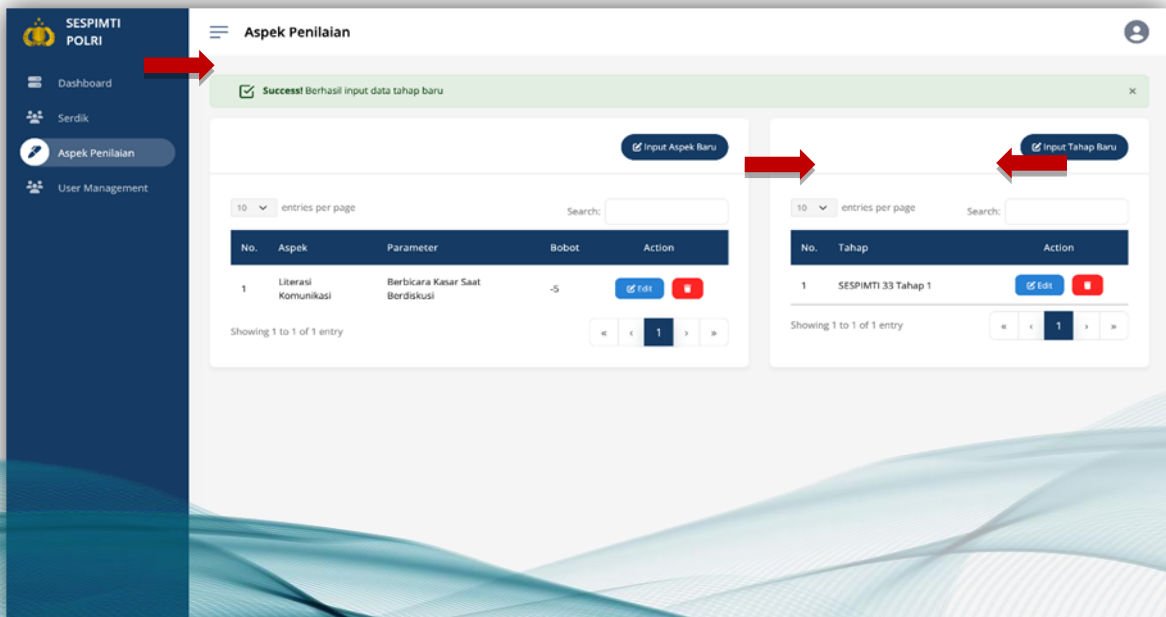 SESPIMTI
POLRI
Aspek Penilaian
Dashboard
Serdik
Aspek Penilaian
User Management
Success! Berhasil input data tahap baru
×
Input Aspek Baru
10 entries per page
Search:
No. Aspek Parameter Bobot Action
1 Literasi Komunikasi Berbicara Kasar Saat Berdiskusi -5 Edit
Showing 1 to 1 of 1 entry
« ‹ 1 › »
Input Tahap Baru
10 entries per page
Search:
No. Tahap Action
1 SESPIMTI 33 Tahap 1 Edit
Showing 1 to 1 of 1 entry
« ‹ 1 › »